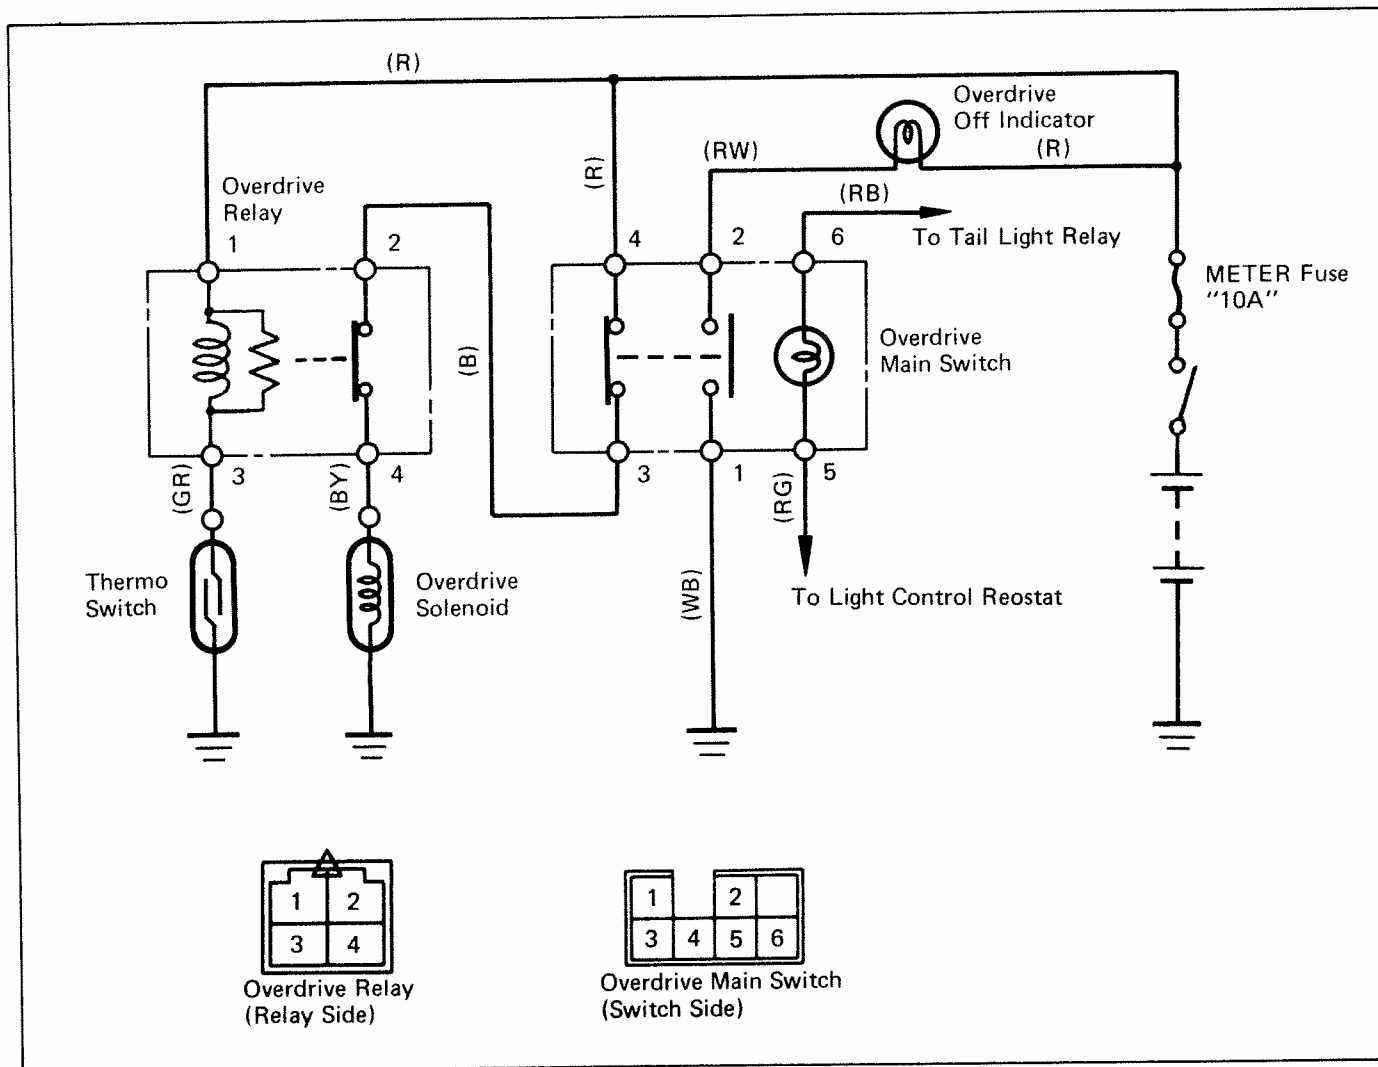 (R)
Overdrive
Off Indicator
(RW)
(R)
(R)
Overdrive
Relay
(RB)
1
2
4
2
6
To Tail Light Relay
METER Fuse
“10A”
Overdrive
Main Switch
(B)
3
4
3
1
5
(GR)
(BY)
(RG)
Thermo
Switch
Overdrive
Solenoid
(WB)
To Light Control Reostat
1
2
3
4
Overdrive Relay
(Relay Side)
1
2
3
4
5
6
Overdrive Main Switch
(Switch Side)